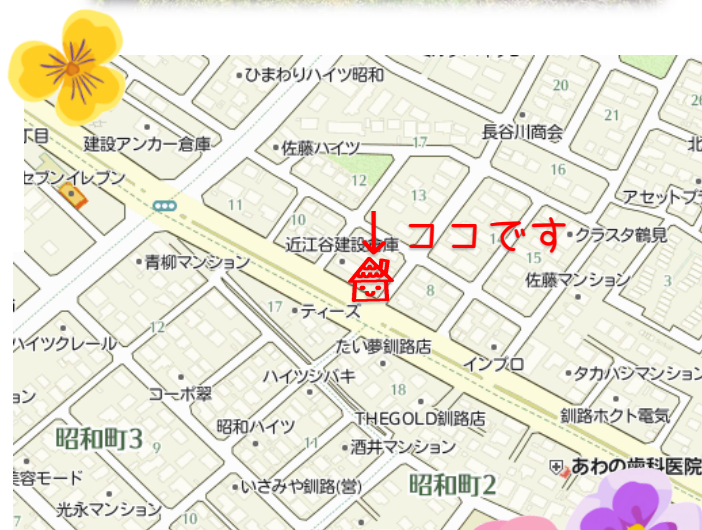 ひまわりハイツ昭和
20
21
丁目
建設アンカー倉庫
佐藤ハイツ
17
長谷川商会
セブンイレブン
12
16
11
13
アセットプ
10
ココです
近江谷建設
庫
14
クラスタ鶴見
15
青柳マンション
佐藤マンション
3
8
17
ティーズ
12
ハイツクレール
たい夢釧路店
インプロ
ハイツシバキ
タカハシマンション
コーポ翠
18
昭和ハイツ
THEGOLD釧路店
釧路ホクト電気
昭和町3
9
11
酒井マンション
あわの歯科医院
美容モード
いさみや釧路(営)
昭和町2
光永マンション
10
7